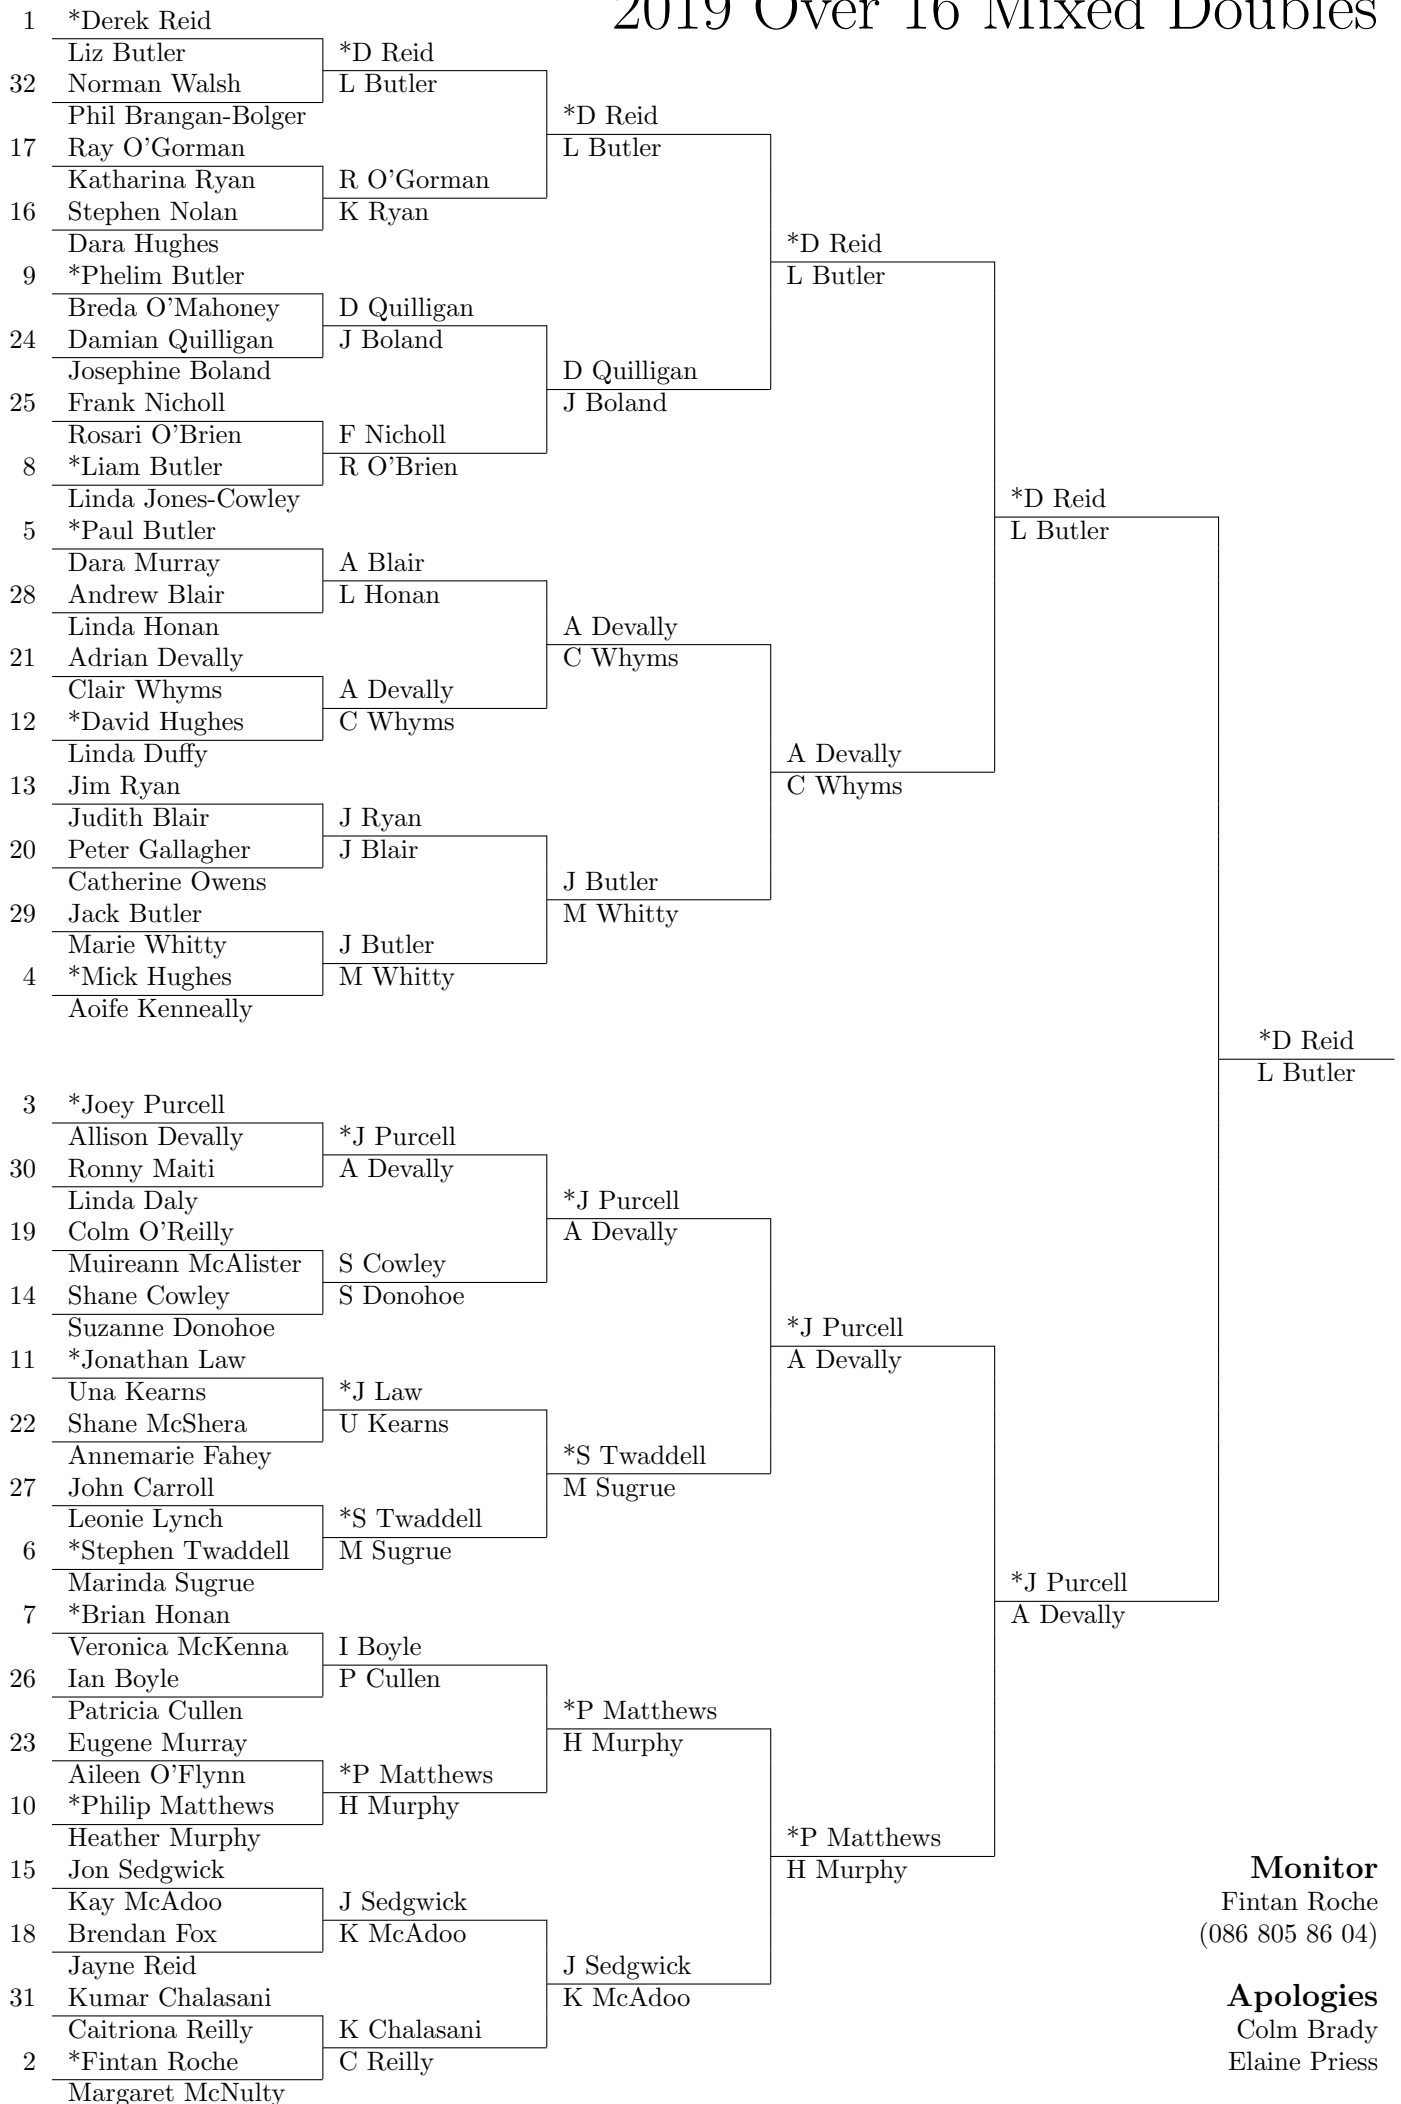 2019 Over 16 Mixed Doubles
1 *Derek Reid
Liz Butler
32 Norman Walsh
Phil Brangan-Bolger
17 Ray O'Gorman
Katharina Ryan
16 Stephen Nolan
Dara Hughes
9 *Phelim Butler
Breda O'Mahoney
24 Damian Quilligan
Josephine Boland
25 Frank Nicholl
Rosari O'Brien
8 *Liam Butler
Linda Jones-Cowley
5 *Paul Butler
Dara Murray
28 Andrew Blair
Linda Honan
21 Adrian Devally
Clair Whyms
12 *David Hughes
Linda Duffy
13 Jim Ryan
Judith Blair
20 Peter Gallagher
Catherine Owens
29 Jack Butler
Marie Whitty
4 *Mick Hughes
Aoife Kenneally
3 *Joey Purcell
Allison Devally
30 Ronny Maiti
Linda Daly
19 Colm O'Reilly
Muireann McAlister
14 Shane Cowley
Suzanne Donohoe
11 *Jonathan Law
Una Kearns
22 Shane McShera
Annemarie Fahey
27 John Carroll
Leonie Lynch
6 *Stephen Twaddell
Marinda Sugrue
7 *Brian Honan
Veronica McKenna
26 Ian Boyle
Patricia Cullen
23 Eugene Murray
Aileen O'Flynn
10 *Philip Matthews
Heather Murphy
15 Jon Sedgwick
Kay McAdoo
18 Brendan Fox
Jayne Reid
31 Kumar Chalasani
Caitriona Reilly
2 *Fintan Roche
Margaret McNulty
*D Reid
L Butler
R O'Gorman
K Ryan
D Quilligan
J Boland
F Nicholl
R O'Brien
A Blair
L Honan
A Devally
C Whyms
J Ryan
J Blair
J Butler
M Whitty
*J Purcell
A Devally
S Cowley
S Donohoe
*J Law
U Kearns
*S Twaddell
M Sugrue
I Boyle
P Cullen
*P Matthews
H Murphy
J Sedgwick
K McAdoo
K Chalasani
C Reilly
*D Reid
L Butler
D Quilligan
J Boland
A Devally
C Whyms
J Butler
M Whitty
*J Purcell
A Devally
*S Twaddell
M Sugrue
*P Matthews
H Murphy
J Sedgwick
K McAdoo
*D Reid
L Butler
A Devally
C Whyms
*J Purcell
A Devally
*P Matthews
H Murphy
*D Reid
L Butler
*J Purcell
A Devally
*D Reid
L Butler
Monitor
Fintan Roche
(086 805 86 04)
Apologies
Colm Brady
Elaine Priess